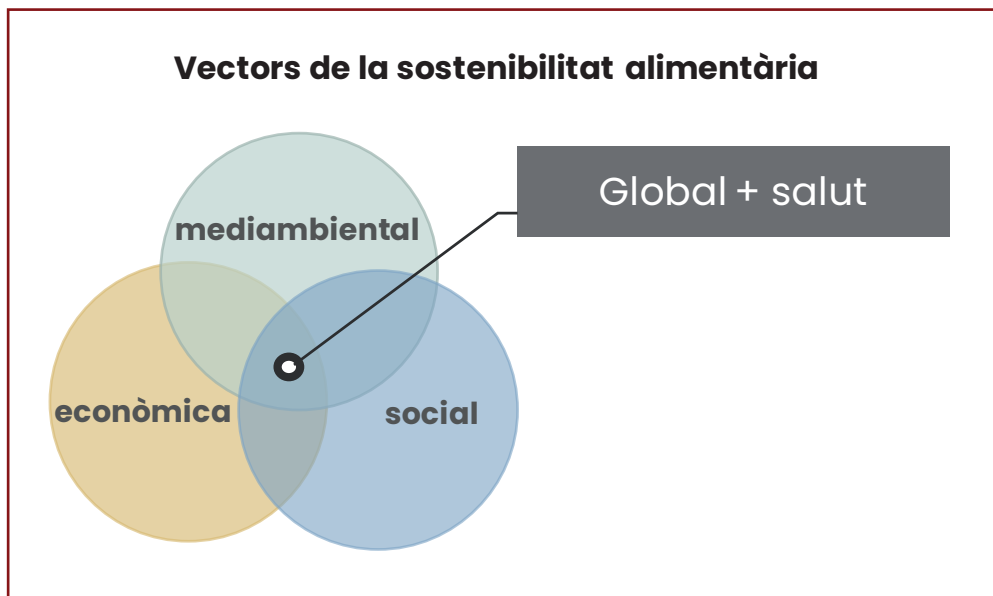 Vectors de la sostenibilitat alimentària
Global + salut
mediambiental
econòmica
social